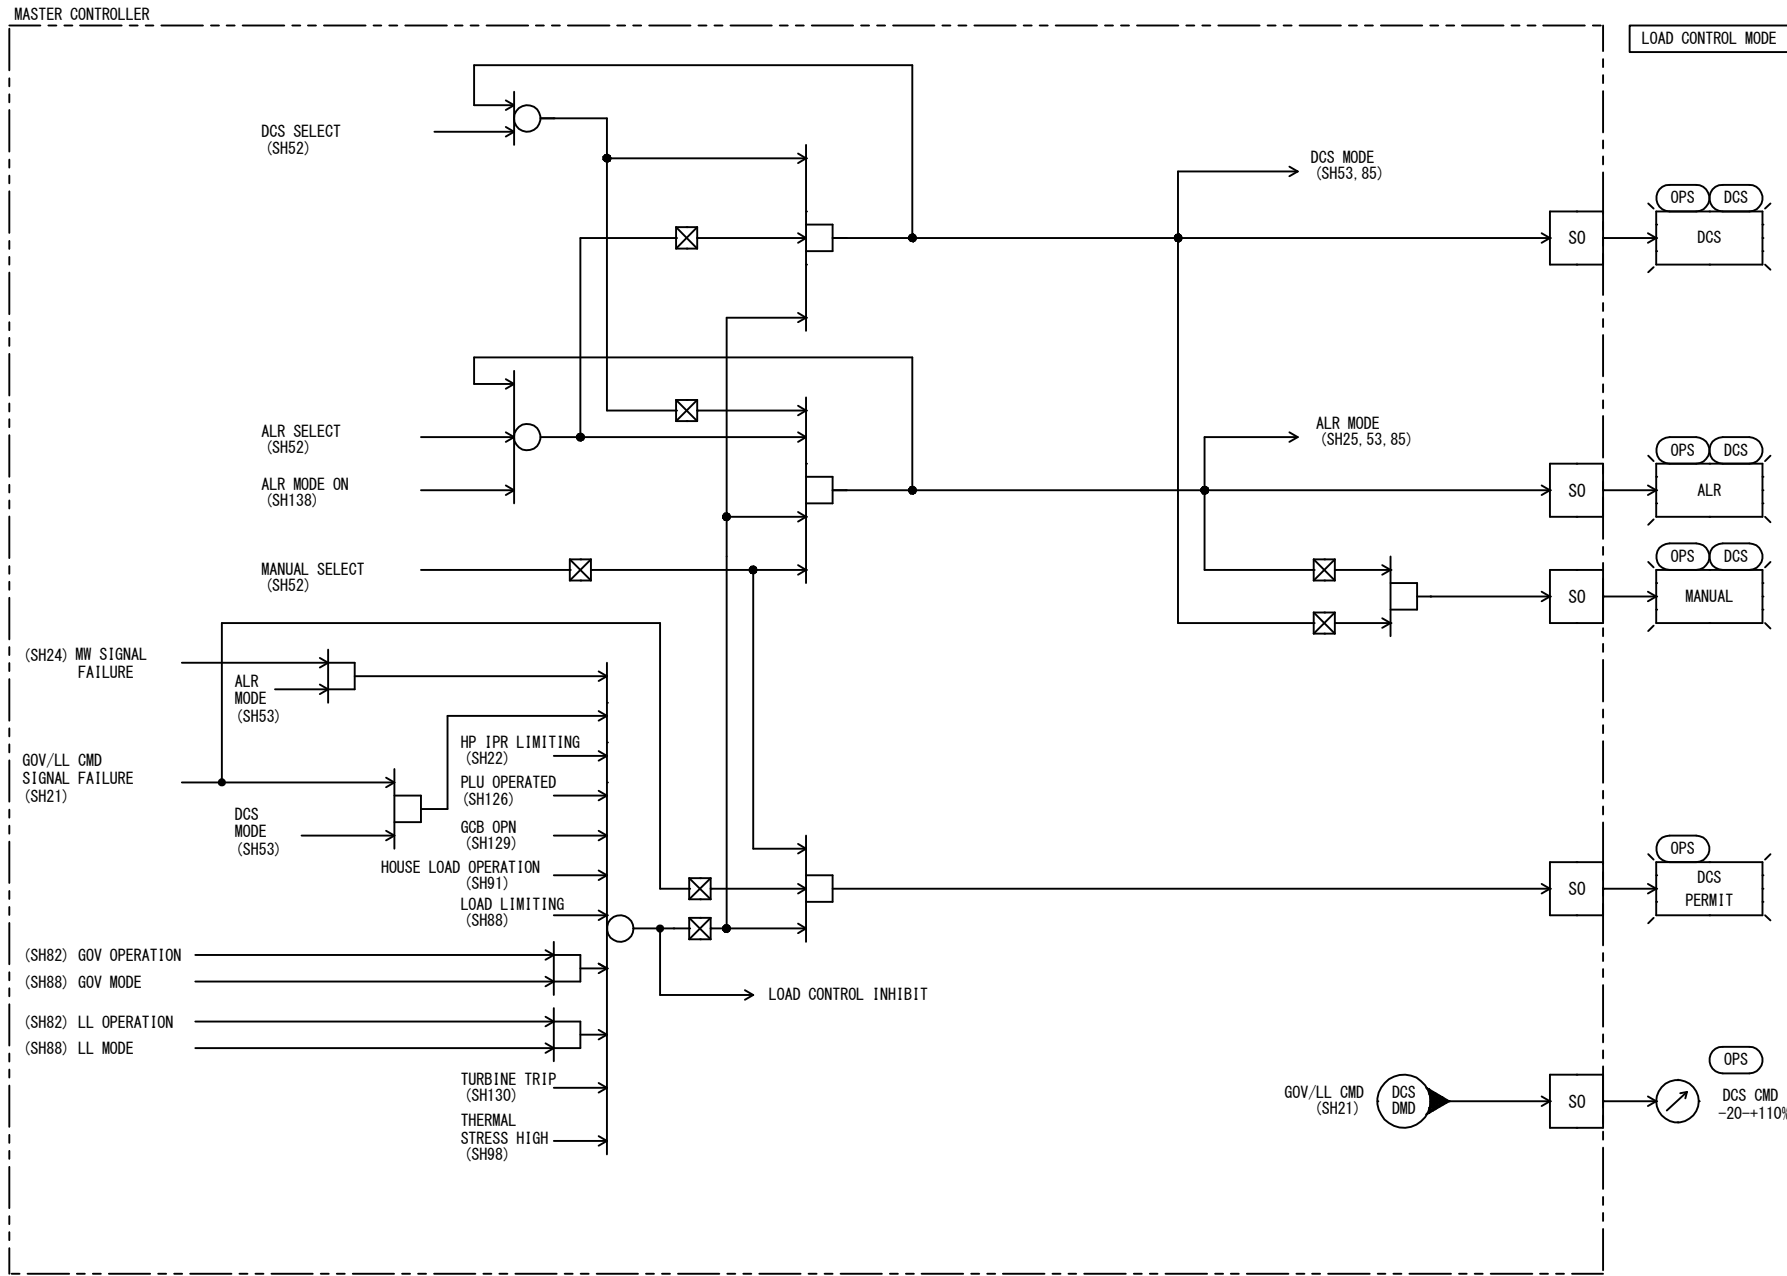 MASTER CONTROLLER
LOAD CONTROL MODE
DCS SELECT
(SH52)
DCS MODE
(SH53,85)
SO
OPS
DCS
DCS
ALR SELECT
(SH52)
ALR MODE ON
(SH138)
ALR MODE
(SH25,53,85)
SO
OPS
DCS
ALR
MANUAL SELECT
(SH52)
SO
OPS
DCS
MANUAL
(SH24) MW SIGNAL
FAILURE
ALR
MODE
(SH53)
GOV/LL CMD
SIGNAL FAILURE
(SH21)
DCS
MODE
(SH53)
HP IPR LIMITING
(SH22)
PLU OPERATED
(SH126)
GCB OPN
(SH129)
HOUSE LOAD OPERATION
(SH91)
LOAD LIMITING
(SH88)
SO
OPS
DCS
PERMIT
(SH82) GOV OPERATION
(SH88) GOV MODE
LOAD CONTROL INHIBIT
(SH82) LL OPERATION
(SH88) LL MODE
TURBINE TRIP
(SH130)
THERMAL
STRESS HIGH
(SH98)
GOV/LL CMD
(SH21)
DCS
DMD
SO
OPS
DCS CMD
-20-+110%